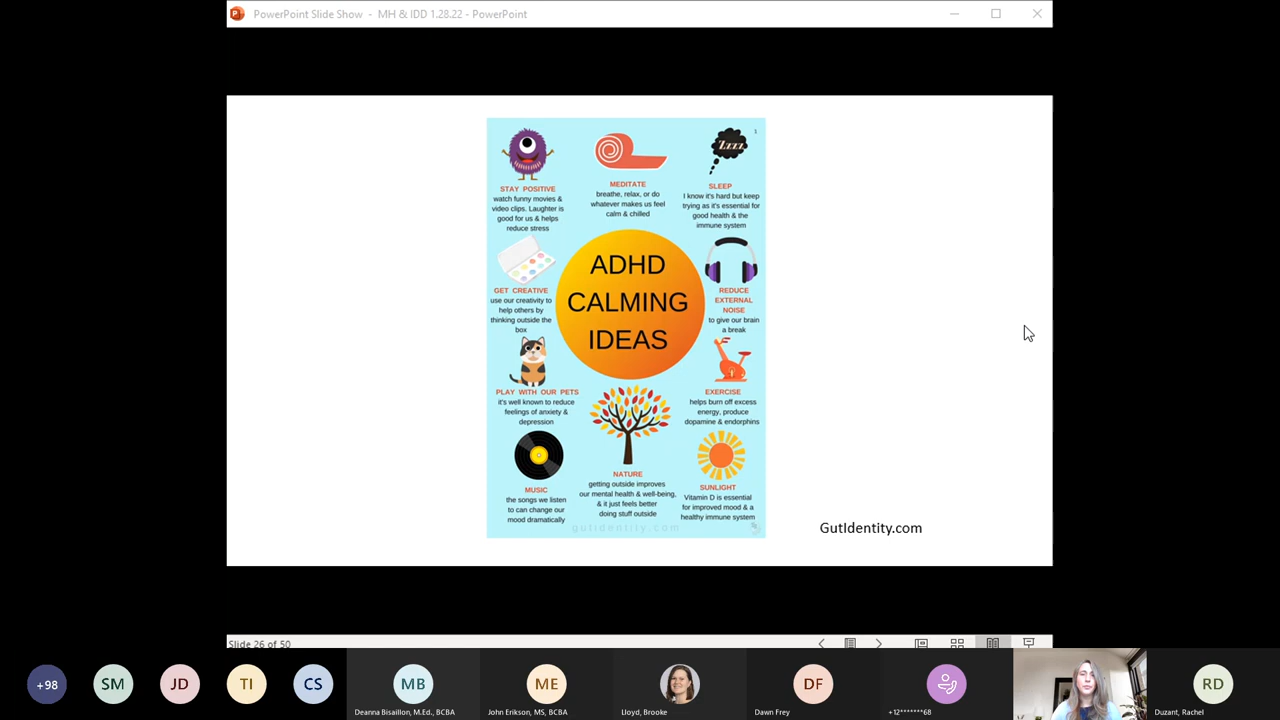 PowerPoint Slide Show - MH & IDD 1.28.22 - PowerPoint
STAY POSITIVE
watch funny movies &
video clips. Laughter is
good for us & helps
reduce stress
MEDITATE
breathe, relax, or do
whatever makes us feel
calm & chilled
Zzzz
SLEEP
I know it's hard but keep
trying as it's essential for
good health & the
immune system
ADHD
CALMING
IDEAS
GET CREATIVE
use our creativity to
help others by
thinking outside the
box
REDUCE
EXTERNAL
NOISE
to give our brain
a break
PLAY WITH OUR PETS
it's well known to reduce
feelings of anxiety &
depression
EXERCISE
helps burn off excess
energy, produce
dopamine & endorphins
MUSIC
the songs we listen
to can change our
mood dramatically
NATURE
getting outside improves
our mental health & well-being,
& it just feels better
doing stuff outside
SUNLIGHT
Vitamin D is essential
for improved mood & a
healthy immune system
gutidentity.com
GutIdentity.com
Slide 26 of 50
+98
SM
JD
TI
CS
MB
Deanna Bisaillon, M.Ed., BCBA
ME
John Erikson, MS, BCBA
Lloyd, Brooke
DF
Dawn Frey
+12*******68
RD
Duzant, Rachel